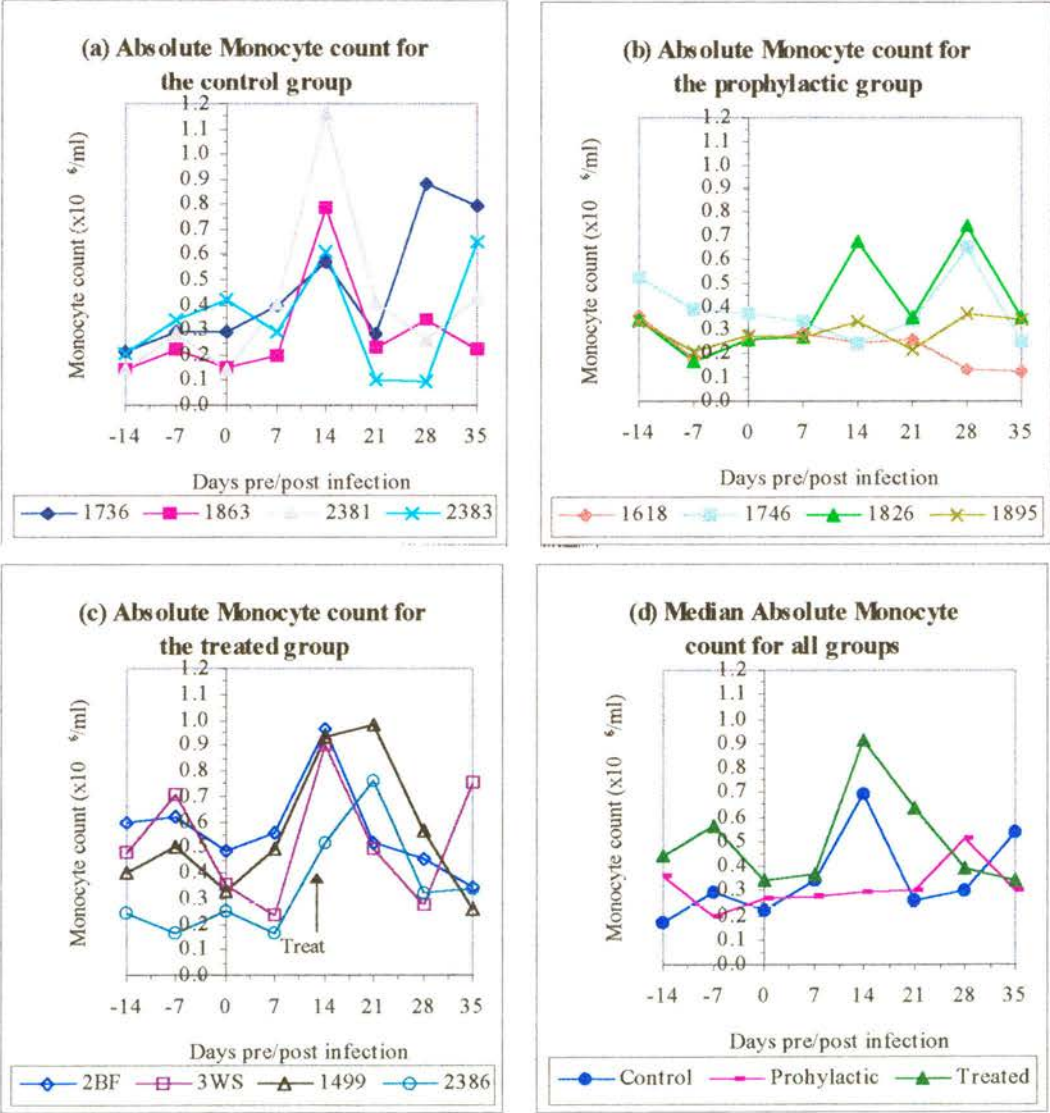 (a) Absolute Monocyte count for
the control group
Monocyte count (x10 6/ml)
1.2
1.1
1.0
0.9
0.8
0.7
0.6
0.5
0.4
0.3
0.2
0.1
0.0
-14 -7 0 7 14 21 28 35
Days pre/post infection
1736 1863 2381 2383
(b) Absolute Monocyte count for
the prophylactic group
Monocyte count (x10 6/ml)
1.2
1.1
1.0
0.9
0.8
0.7
0.6
0.5
0.4
0.3
0.2
0.1
0.0
-14 -7 0 7 14 21 28 35
Days pre/post infection
1618 1746 1826 1895
(c) Absolute Monocyte count for
the treated group
Monocyte count (x10 6/ml)
1.2
1.1
1.0
0.9
0.8
0.7
0.6
0.5
0.4
0.3
0.2
0.1
0.0
Treat
-14 -7 0 7 14 21 28 35
Days pre/post infection
2BF 3WS 1499 2386
(d) Median Absolute Monocyte
count for all groups
Monocyte count (x10 6/ml)
1.2
1.1
1.0
0.9
0.8
0.7
0.6
0.5
0.4
0.3
0.2
0.1
0.0
-14 -7 0 7 14 21 28 35
Days pre/post infection
Control Prohylactic Treated